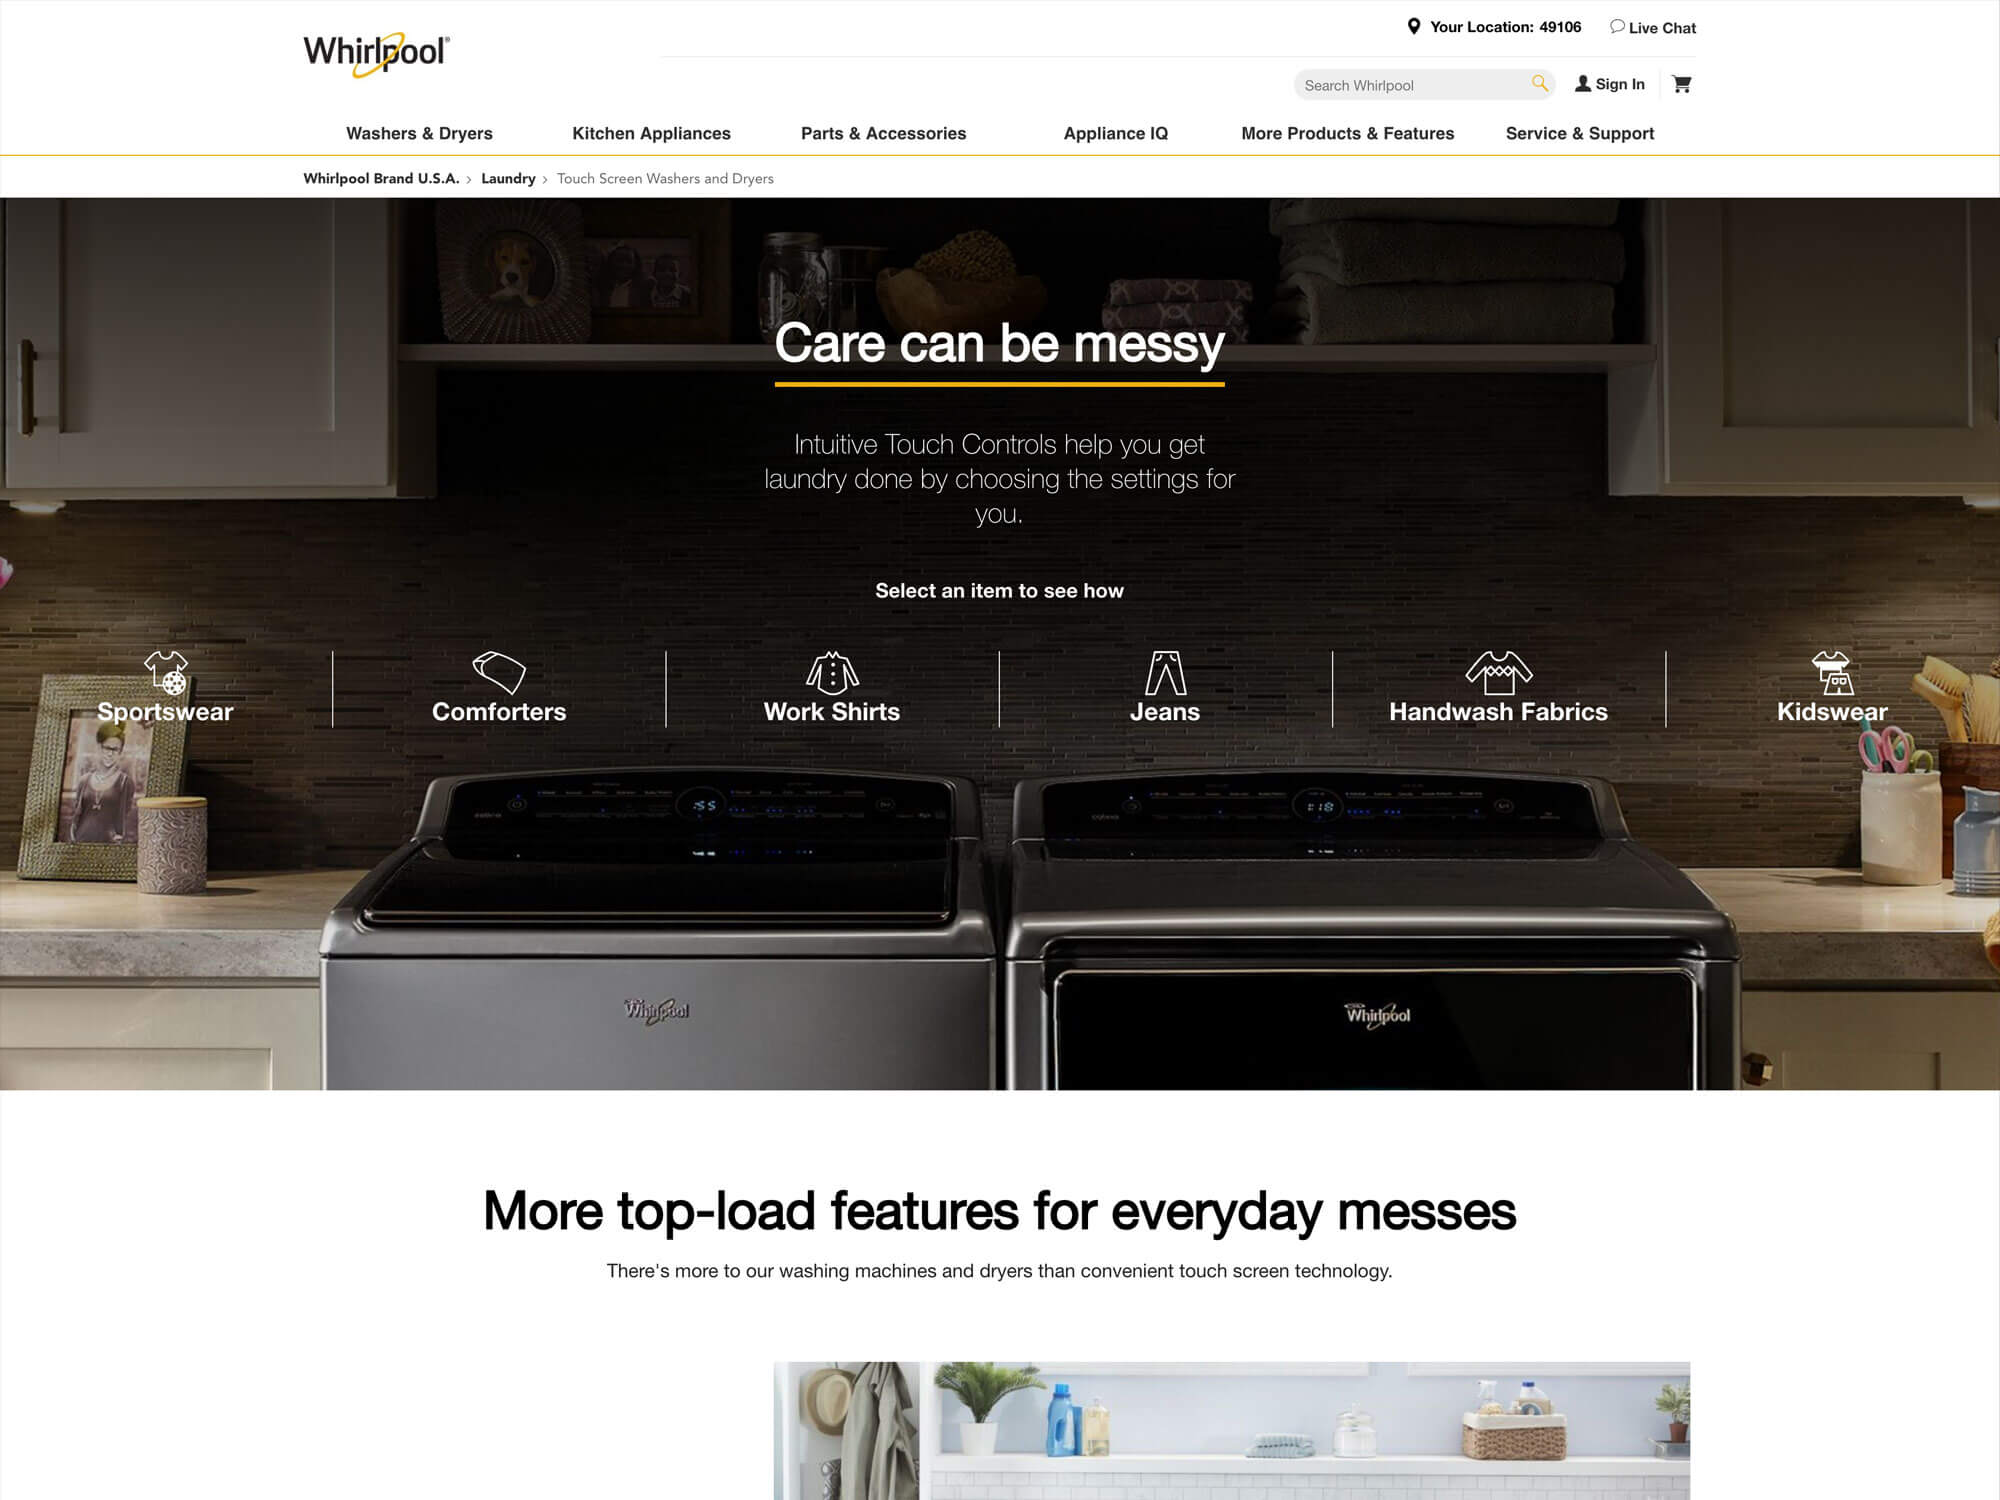 Your Location: 49106
Live Chat
Whirlpool
Search Whirlpool
Sign In
Washers & Dryers
Kitchen Appliances
Parts & Accessories
Appliance IQ
More Products & Features
Service & Support
Whirlpool Brand U.S.A. › Laundry › Touch Screen Washers and Dryers
Care can be messy
Intuitive Touch Controls help you get
laundry done by choosing the settings for
you.
Select an item to see how
Sportswear
Comforters
Work Shirts
Jeans
Handwash Fabrics
Kidswear
Whirlpool
Whirlpool
More top-load features for everyday messes
There's more to our washing machines and dryers than convenient touch screen technology.